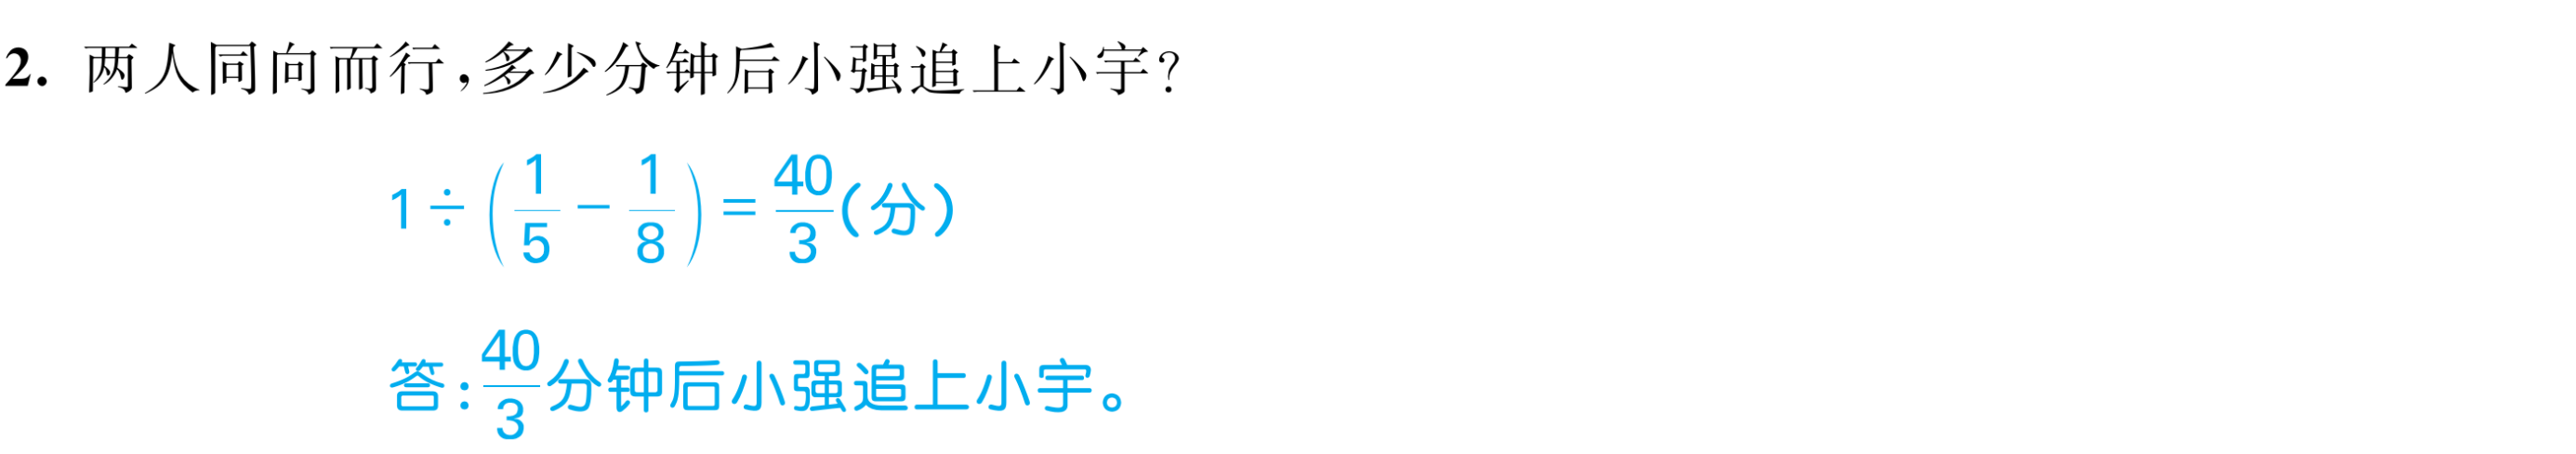 2. 两人同向而行,多少分钟后小强追上小宇?
1÷(1/5-1/8)=40/3(分)
答:40/3分钟后小强追上小宇。